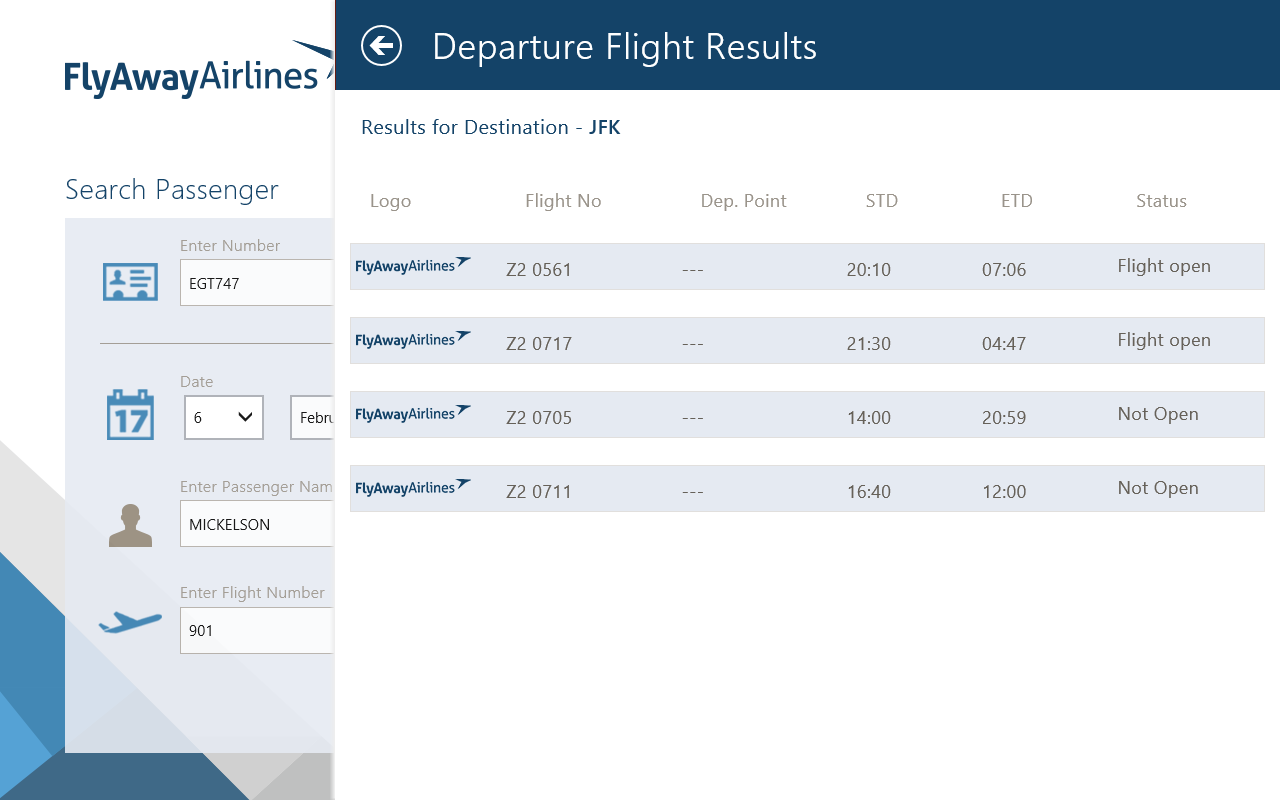 FlyAwayAirlines
Search Passenger
Enter Number
EGT747
Date
17
6
Febru
Enter Passenger Nam
MICKELSON
Enter Flight Number
901
Departure Flight Results
Results for Destination - JFK
Logo Flight No Dep. Point STD ETD Status
FlyAwayAirlines Z2 0561 --- 20:10 07:06 Flight open
FlyAwayAirlines Z2 0717 --- 21:30 04:47 Flight open
FlyAwayAirlines Z2 0705 --- 14:00 20:59 Not Open
FlyAwayAirlines Z2 0711 --- 16:40 12:00 Not Open